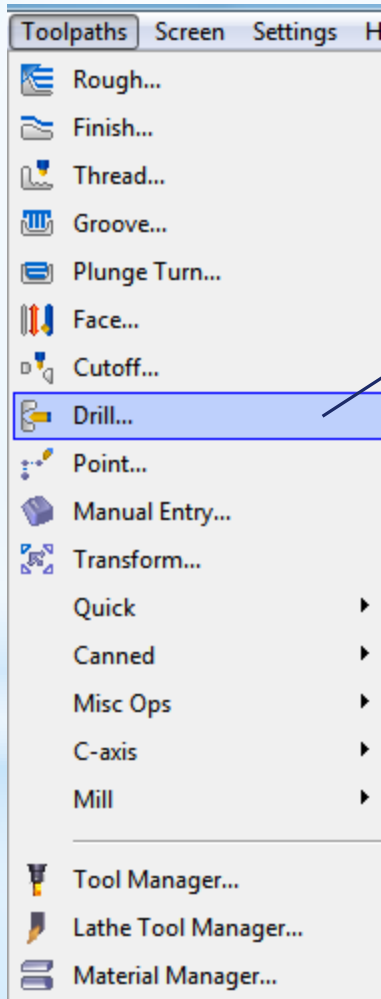 Toolpaths Screen Settings H
Rough...
Finish...
Thread...
Groove...
Plunge Turn...
Face...
Cutoff...
Drill...
Point...
Manual Entry...
Transform...
Quick
Canned
Misc Ops
C-axis
Mill
Tool Manager...
Lathe Tool Manager...
Material Manager...